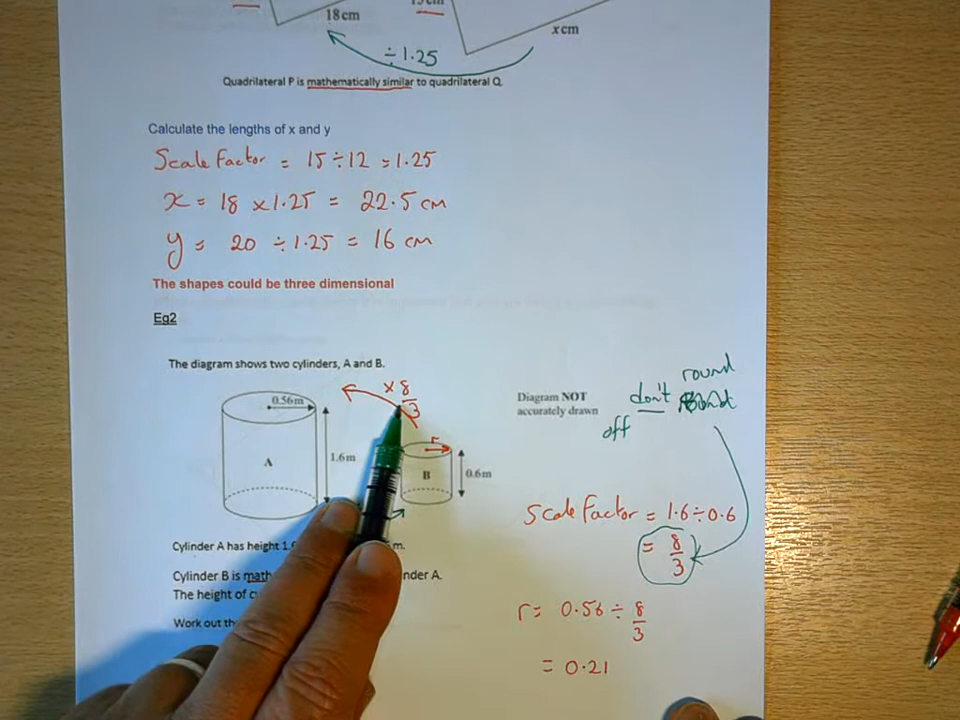 18cm
x cm
÷1.25
Quadrilateral P is mathematically similar to quadrilateral Q.
Calculate the lengths of x and y
Scale Factor = 15÷12 = 1.25
x = 18 x1.25 = 22.5 cm
y = 20 ÷1.25 = 16 cm
The shapes could be three dimensional
Eg2
The diagram shows two cylinders, A and B.
0.56m
A
1.6m
x 8/3
r
B
0.6m
Diagram NOT
accurately drawn
don't round
off
Scale Factor = 1.6÷0.6
= 8/3
r = 0.56 ÷ 8/3
= 0.21
Cylinder A has height
Cylinder B is
The height of
Work out